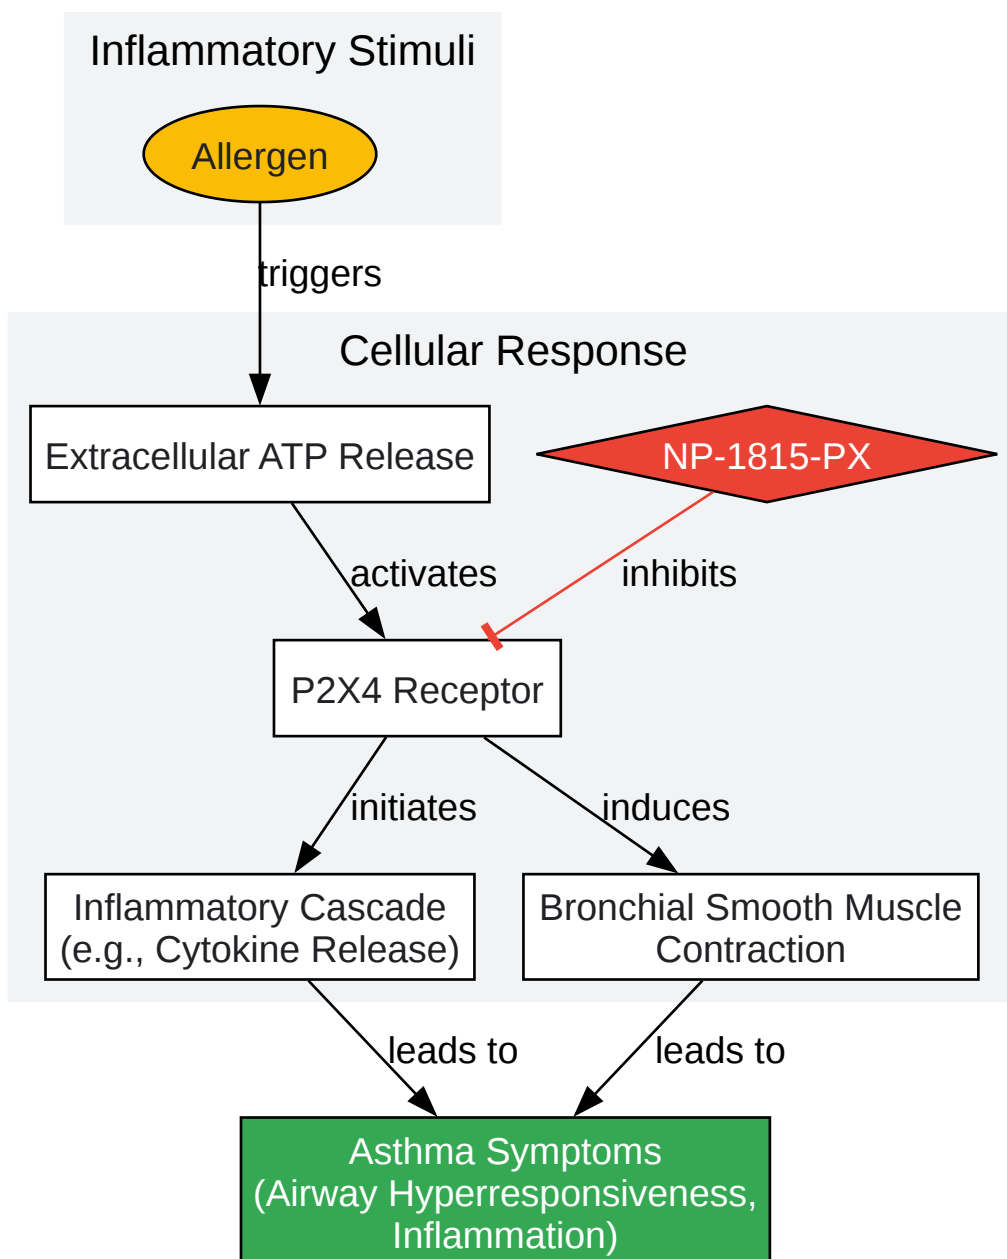 Inflammatory Stimuli
Allergen
triggers
Cellular Response
Extracellular ATP Release
NP-1815-PX
activates
inhibits
P2X4 Receptor
initiates
induces
Inflammatory Cascade
(e.g., Cytokine Release)
Bronchial Smooth Muscle
Contraction
leads to
leads to
Asthma Symptoms
(Airway Hyperresponsiveness,
Inflammation)